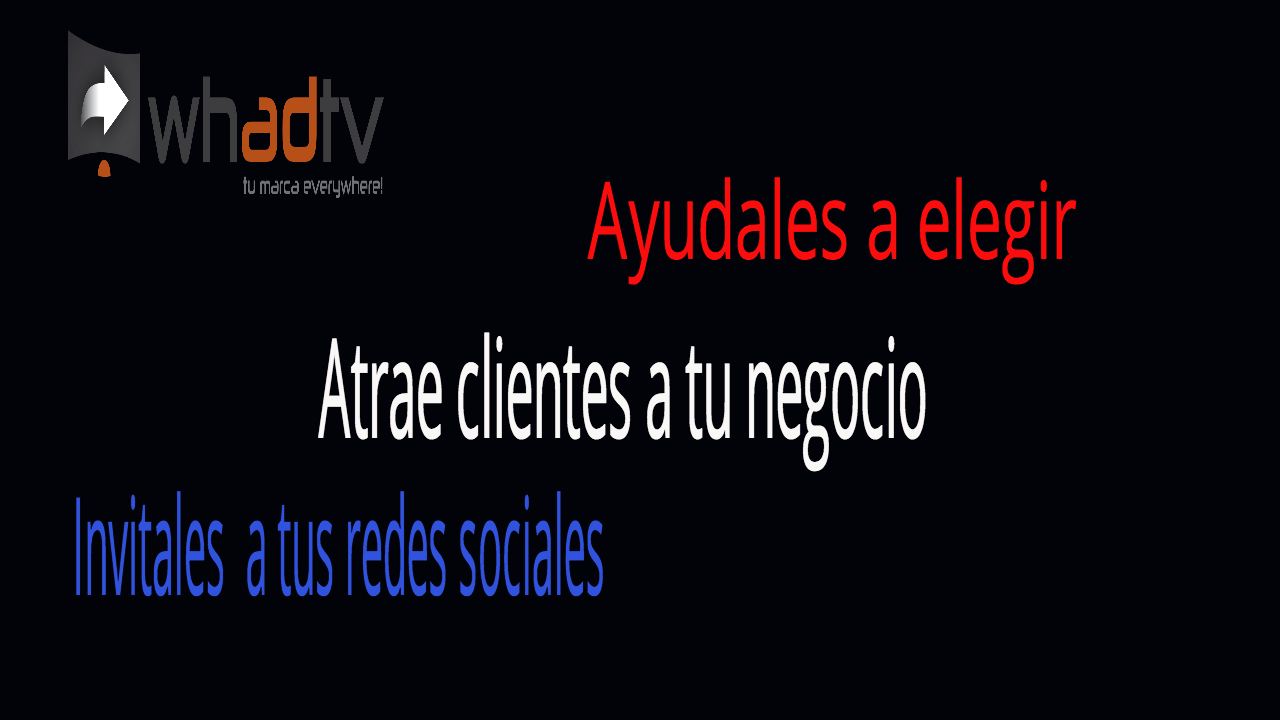 whadtv
tu marca everywhere!
Ayudales a elegir
Atrae clientes a tu negocio
Invitales a tus redes sociales